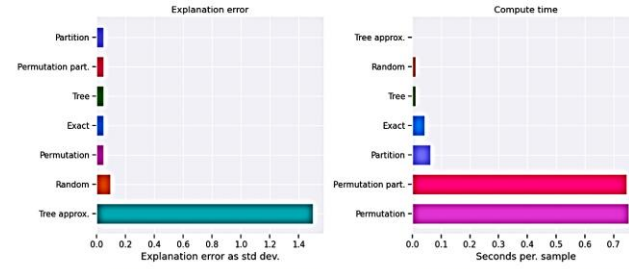 Explanation error
Partition
Permutation part.
Tree
Exact
Permutation
Random
Tree approx.
0.0 0.2 0.4 0.6 0.8 1.0 1.2 1.4
Explanation error as std dev.
Compute time
Tree approx.
Random
Tree
Exact
Partition
Permutation part.
Permutation
0.0 0.1 0.2 0.3 0.4 0.5 0.6 0.7
Seconds per. sample